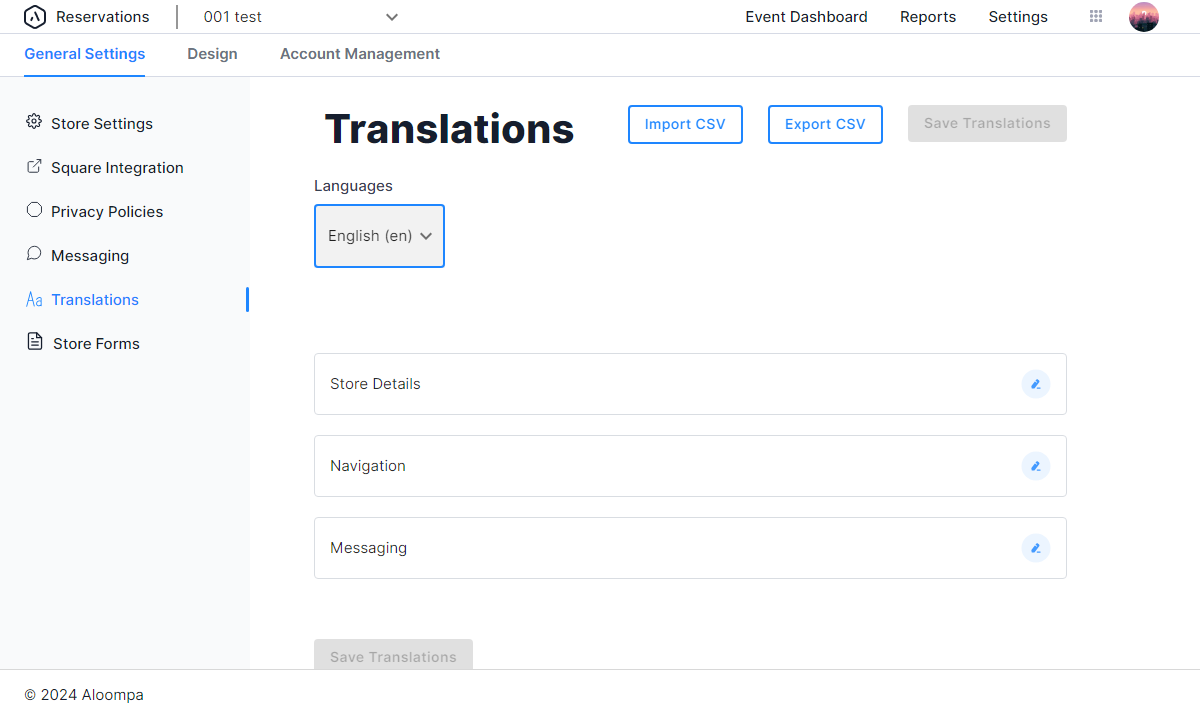 Reservations 001 test Event Dashboard Reports Settings
General Settings Design Account Management
Store Settings
Square Integration
Privacy Policies
Messaging
Aa Translations
Store Forms
Translations Import CSV Export CSV Save Translations
Languages
English (en)
Store Details
Navigation
Messaging
Save Translations
© 2024 Aloompa